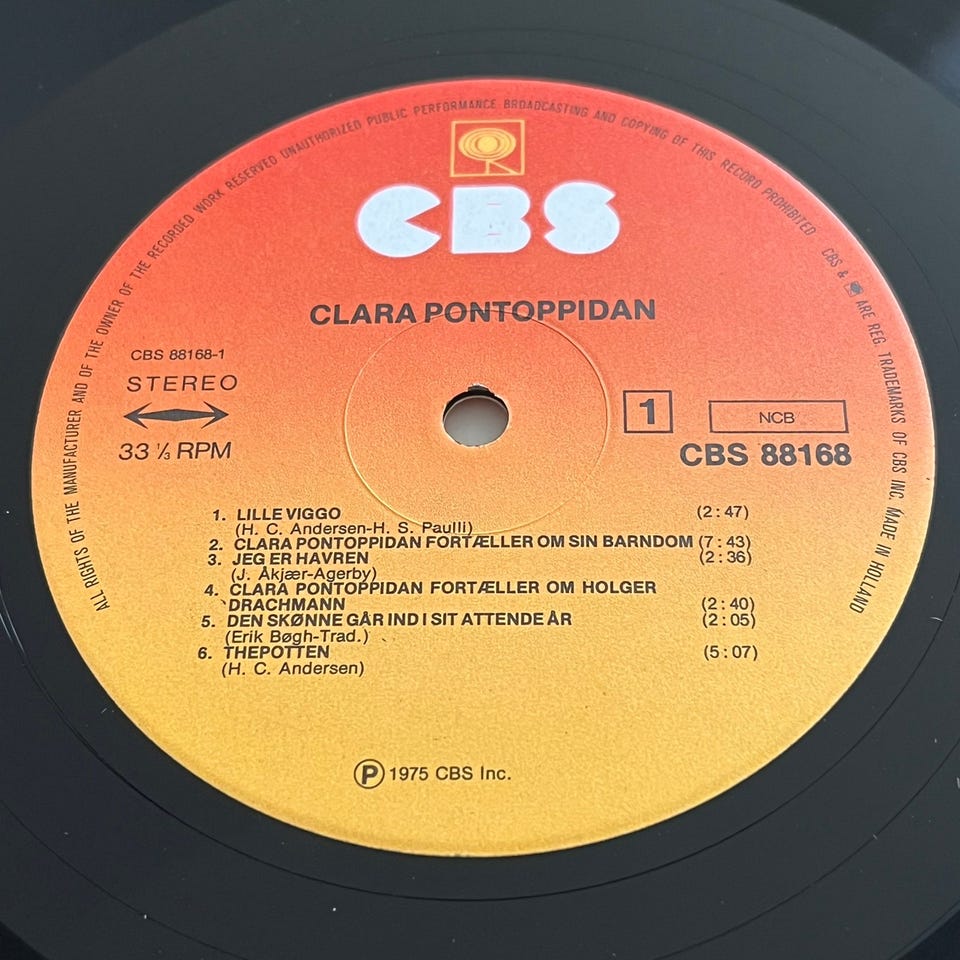 ALL RIGHTS OF THE MANUFACTURER AND OF THE OWNER OF THE RECORDED WORK RESERVED UNAUTHORIZED PUBLIC PERFORMANCE BROADCASTING AND COPYING OF THIS RECORD PROHIBITED
CBS & ARE REG. TRADEMARKS OF CBS INC. MADE IN HOLLAND
CBS
CLARA PONTOPPIDAN
CBS 88168-1
STEREO
33 ⅓ RPM
1
NCB
CBS 88168
1. LILLE VIGGO (2:47)
(H. C. Andersen-H. S. Paulli)
2. CLARA PONTOPPIDAN FORTÆLLER OM SIN BARNDOM (7:43)
3. JEG ER HAVREN (2:36)
(J. Åkjær-Agerby)
4. CLARA PONTOPPIDAN FORTÆLLER OM HOLGER
DRACHMANN (2:40)
5. DEN SKØNNE GÅR IND I SIT ATTENDE ÅR (2:05)
(Erik Bøgh-Trad.)
6. THEPOTTEN (5:07)
(H. C. Andersen)
Ⓟ 1975 CBS Inc.